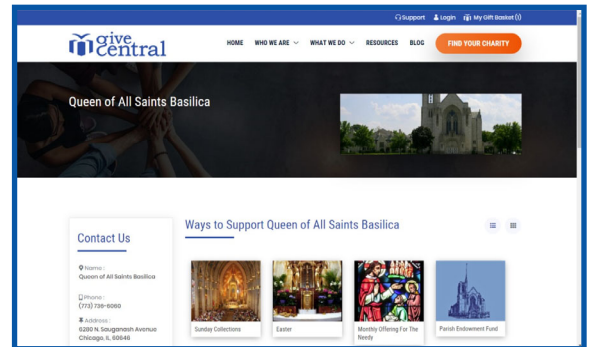 Support Login My Gift Basket (1)
give central
HOME WHO WE ARE WHAT WE DO RESOURCES BLOG FIND YOUR CHARITY
Queen of All Saints Basilica
Contact Us
Name :
Queen of All Saints Basilica
Phone :
(773) 736-6060
Address :
6280 N. Sauganash Avenue
Chicago, IL, 60646
Ways to Support Queen of All Saints Basilica
Sunday Collections
Easter
Monthly Offering For The
Needy
Parish Endowment Fund